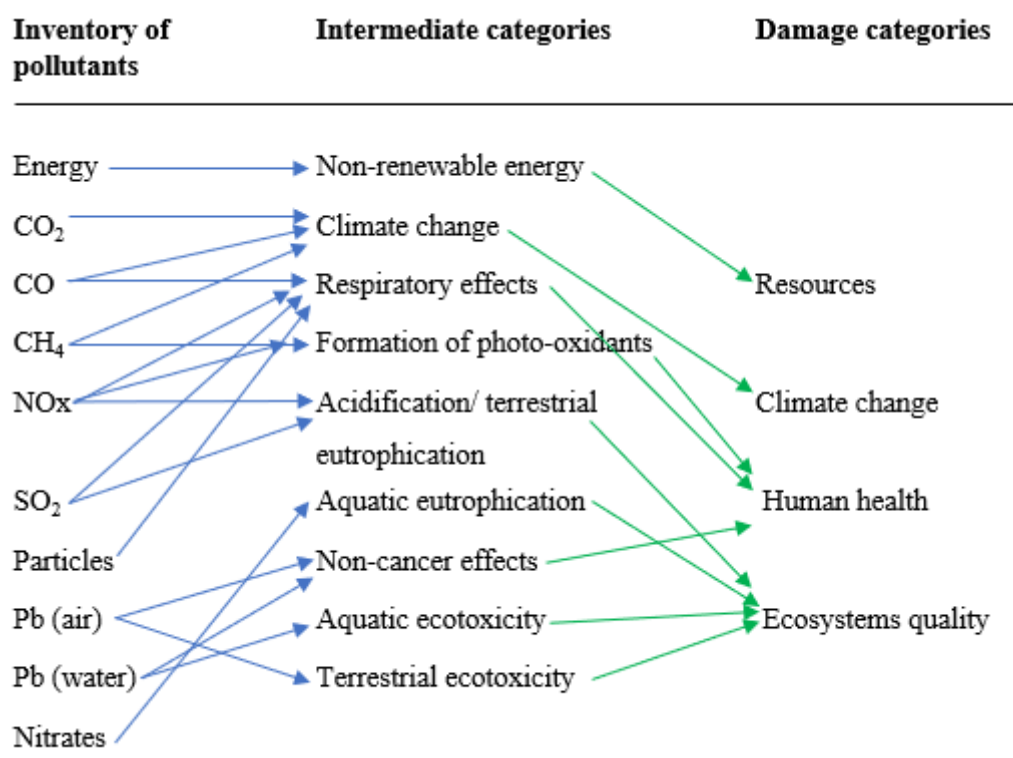 Inventory of pollutants
Intermediate categories
Damage categories
Energy
Non-renewable energy
CO₂
Climate change
CO
Respiratory effects
Resources
CH₄
Formation of photo-oxidants
NOx
Acidification/ terrestrial
eutrophication
Climate change
SO₂
Aquatic eutrophication
Human health
Particles
Non-cancer effects
Pb (air)
Aquatic ecotoxicity
Ecosystems quality
Pb (water)
Terrestrial ecotoxicity
Nitrates